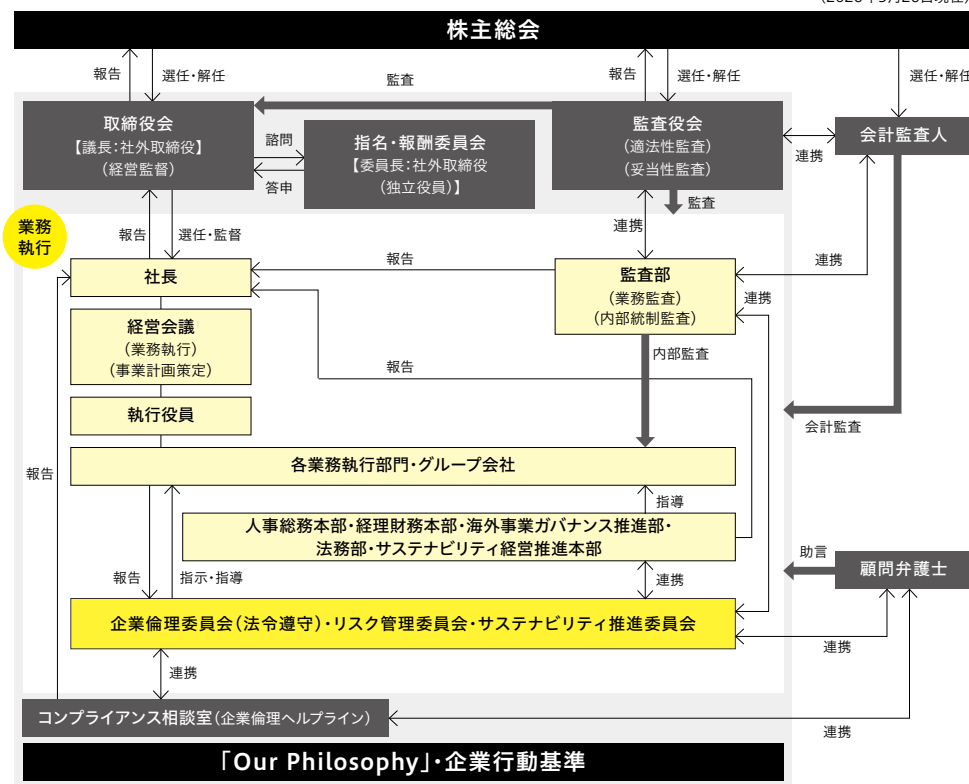 株主総会
報告
選任・解任
監査
報告
選任・解任
選任・解任
取締役会
【議長:社外取締役】
（経営監督）
諮問
答申
指名・報酬委員会
【委員長:社外取締役
（独立役員）】
監査役会
（適法性監査）
（妥当性監査）
連携
会計監査人
監査
業務
執行
報告
選任・監督
連携
社長
報告
監査部
（業務監査）
（内部統制監査）
連携
連携
経営会議
（業務執行）
（事業計画策定）
内部監査
報告
執行役員
会計監査
報告
各業務執行部門・グループ会社
指導
人事総務本部・経理財務本部・海外事業ガバナンス推進部・
法務部・サステナビリティ経営推進本部
助言
顧問弁護士
報告
指示・指導
連携
企業倫理委員会（法令遵守）・リスク管理委員会・サステナビリティ推進委員会
連携
連携
コンプライアンス相談室（企業倫理ヘルプライン）
連携
「Our Philosophy」・企業行動基準